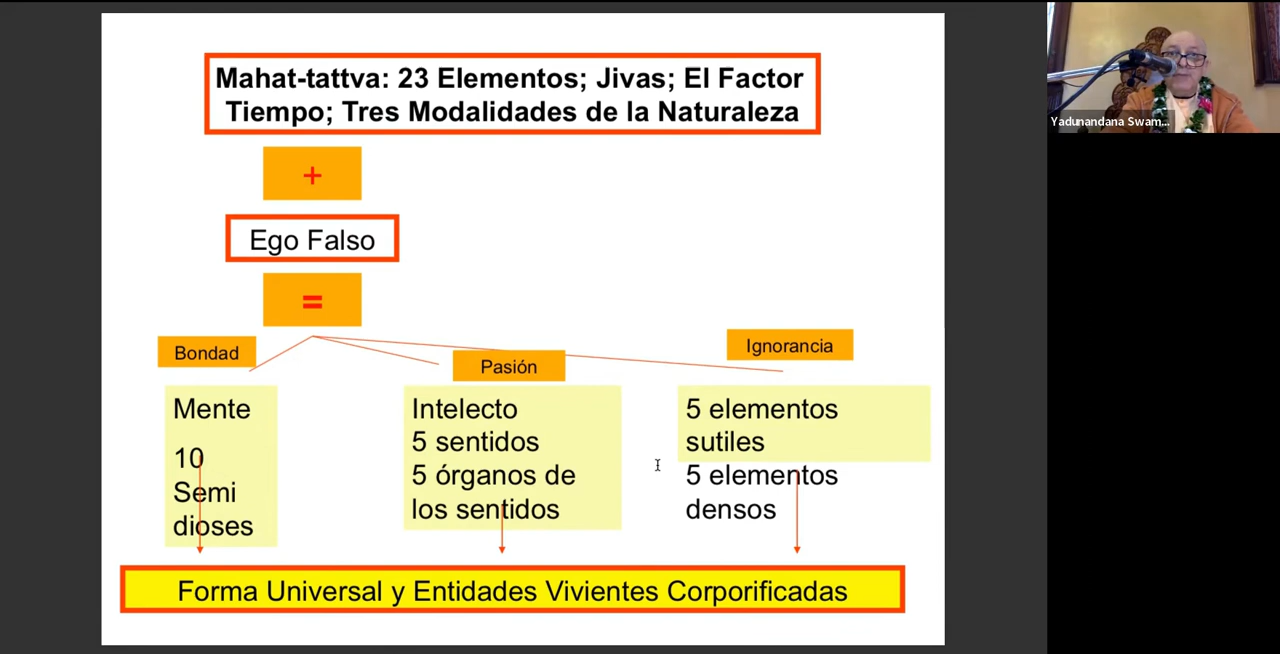 Mahat-tattva: 23 Elementos; Jivas; El Factor
Tiempo; Tres Modalidades de la Naturaleza
+
Ego Falso
=
Bondad
Pasión
Ignorancia
Mente
10
Semi
dioses
Intelecto
5 sentidos
5 órganos de
los sentidos
5 elementos
sutiles
5 elementos
densos
Forma Universal y Entidades Vivientes Corporificadas
Yadunandana Swam...